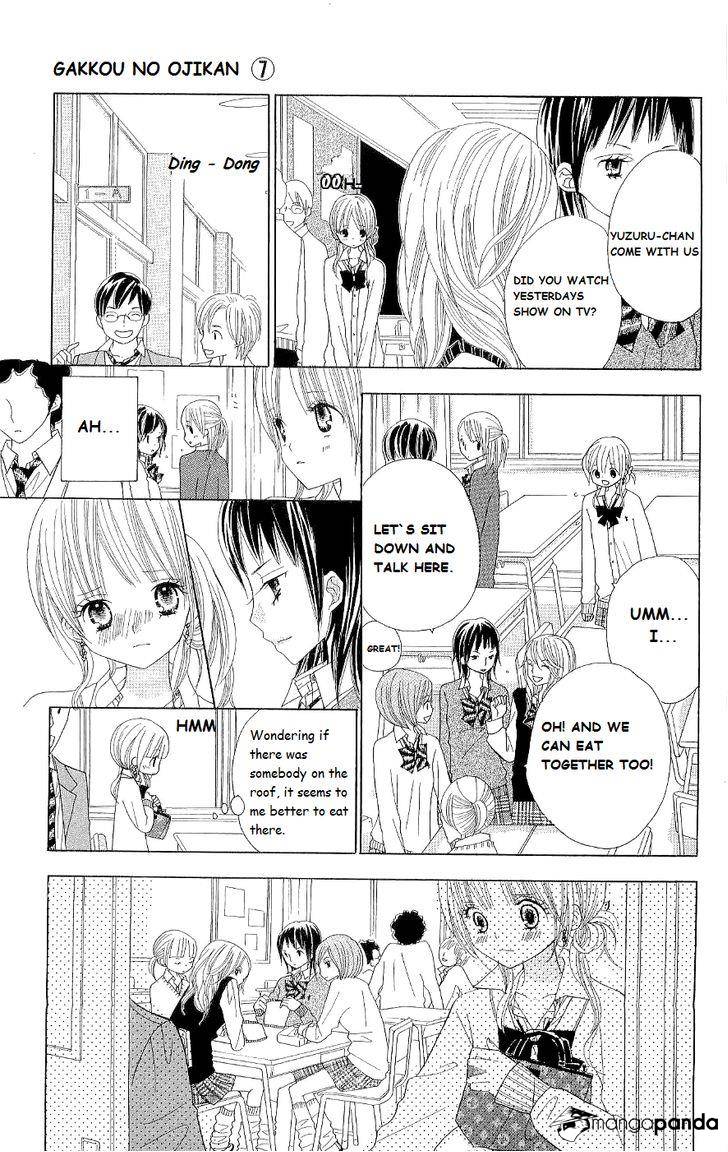 GAKKOU NO OJIKAN 7
Ding - Dong
1-A
OOH-
YUZURU-CHAN
COME WITH US
DID YOU WATCH
YESTERDAYS
SHOW ON TV?
AH...
LET`S SIT
DOWN AND
TALK HERE.
UMM...
I...
GREAT!
OH! AND WE
CAN EAT
TOGETHER TOO!
HMM
Wondering if
there was
somebody on the
roof, it seems to
me better to eat
there.
mangapanda